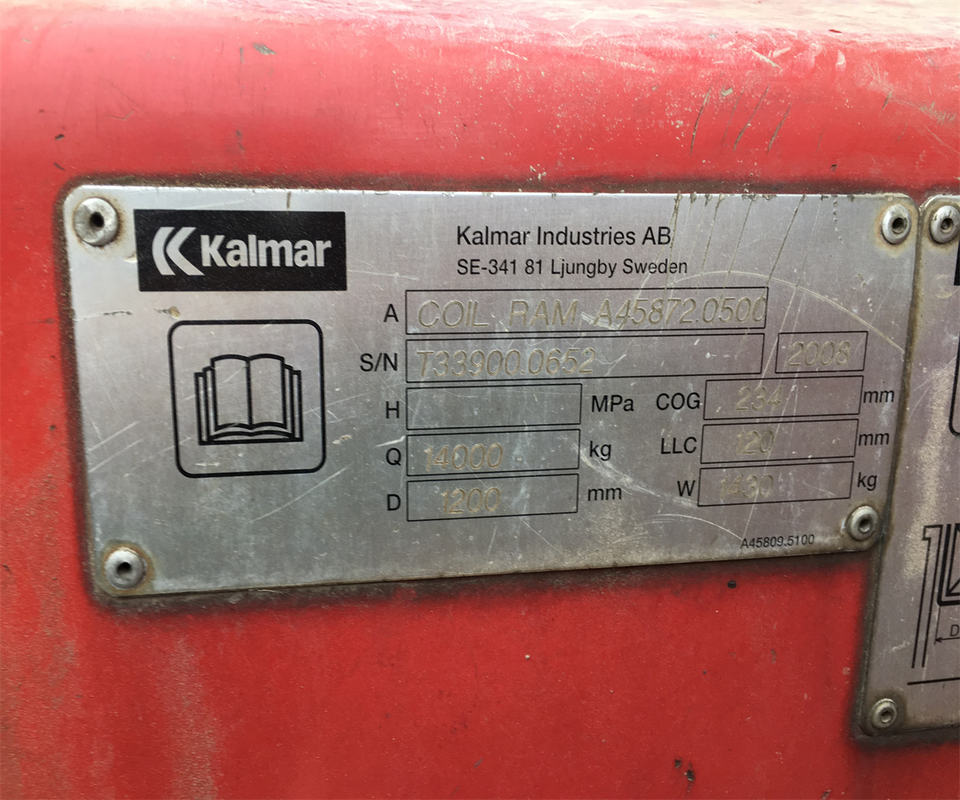 Kalmar
Kalmar Industries AB
SE-341 81 Ljungby Sweden
A COIL RAM A45872.0500
S/N T33900.0652 2008
H MPa COG 234 mm
Q 14000 kg LLC 120 mm
D 1200 mm W 1430 kg
A45809.5100
D